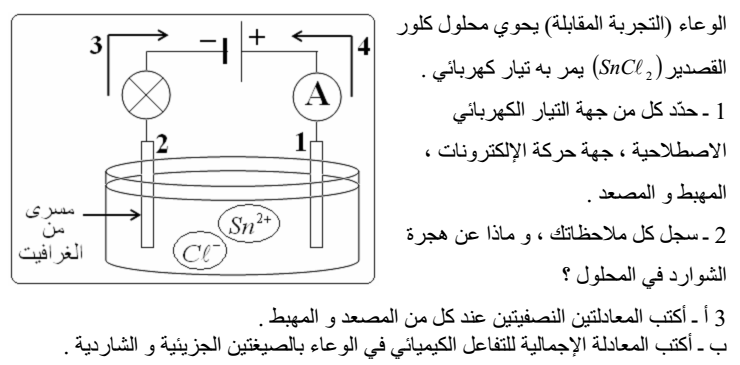 الوعاء (التجربة المقابلة) يحوي محلول كلور
القصدير (SnCℓ₂) يمر به تيار كهربائي .
1 ـ حدّد كل من جهة التيار الكهربائي
الاصطلاحية ، جهة حركة الإلكترونات ،
المهبط و المصعد .
2 ـ سجل كل ملاحظاتك ، و ماذا عن هجرة
الشوارد في المحلول ؟
3 أ ـ أكتب المعادلتين النصفيتين عند كل من المصعد و المهبط .
ب ـ أكتب المعادلة الإجمالية للتفاعل الكيميائي في الوعاء بالصيغتين الجزيئية و الشاردية .
3
− +
4
A
2
1
مسرى
من
الغرافيت
Sn²⁺
Cℓ⁻